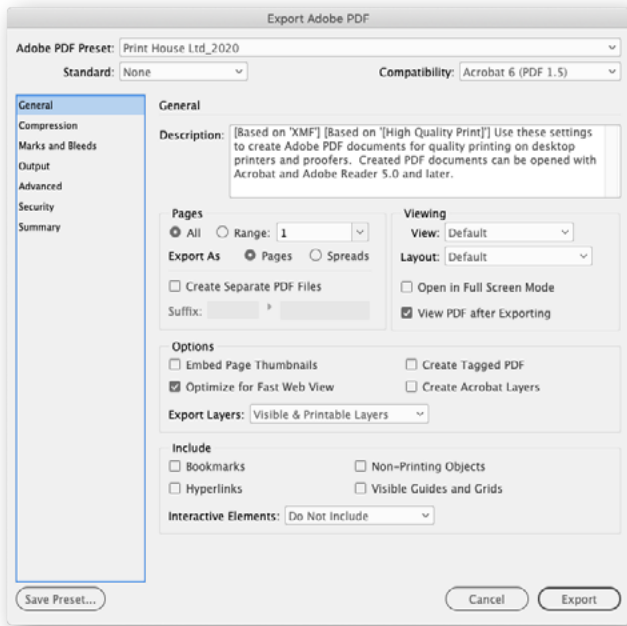 Export Adobe PDF
Adobe PDF Preset: Print House Ltd_2020
Standard: None Compatibility: Acrobat 6 (PDF 1.5)
General
Compression
Marks and Bleeds
Output
Advanced
Security
Summary
General
Description: [Based on 'XMF'] [Based on '[High Quality Print]'] Use these settings
to create Adobe PDF documents for quality printing on desktop
printers and proofers. Created PDF documents can be opened with
Acrobat and Adobe Reader 5.0 and later.
Pages
All Range: 1
Export As Pages Spreads
Create Separate PDF Files
Suffix:
Viewing
View: Default
Layout: Default
Open in Full Screen Mode
View PDF after Exporting
Options
Embed Page Thumbnails Create Tagged PDF
Optimize for Fast Web View Create Acrobat Layers
Export Layers: Visible & Printable Layers
Include
Bookmarks Non-Printing Objects
Hyperlinks Visible Guides and Grids
Interactive Elements: Do Not Include
Save Preset... Cancel Export